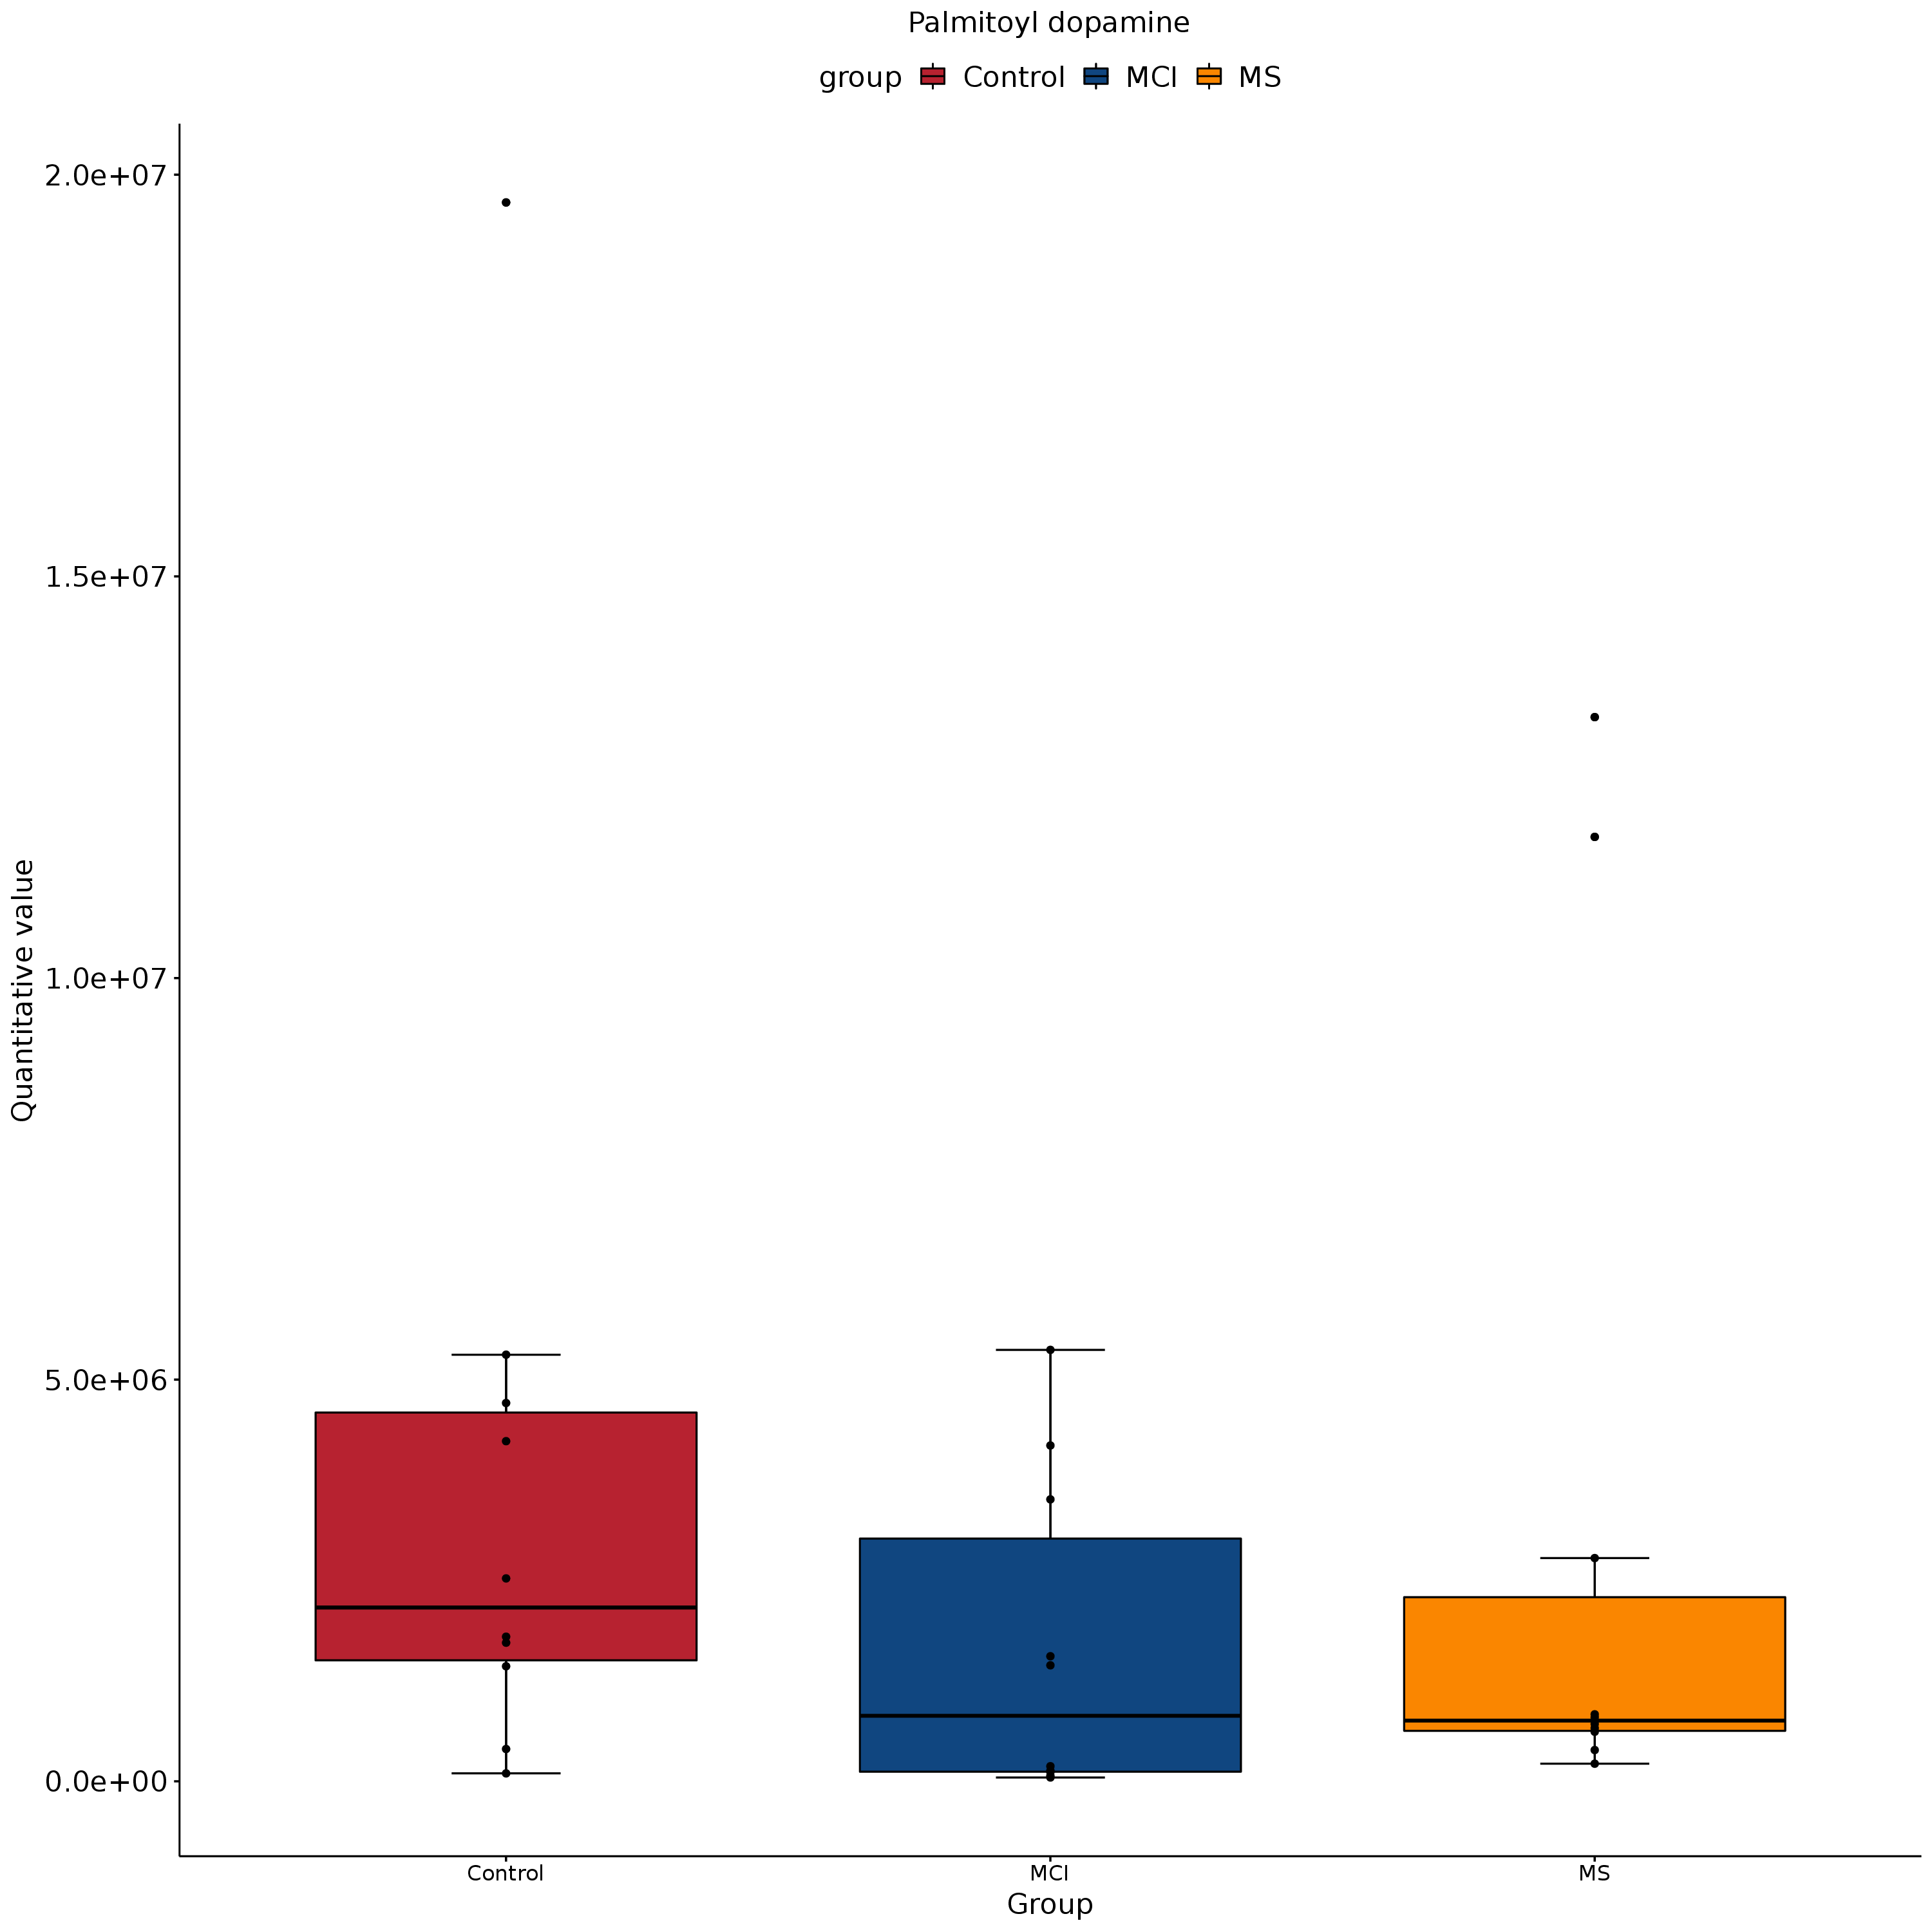 Palmitoyl dopamine
group Control MCI MS
2.0e+07
1.5e+07
1.0e+07
5.0e+06
0.0e+00
Quantitative value
Control MCI MS
Group